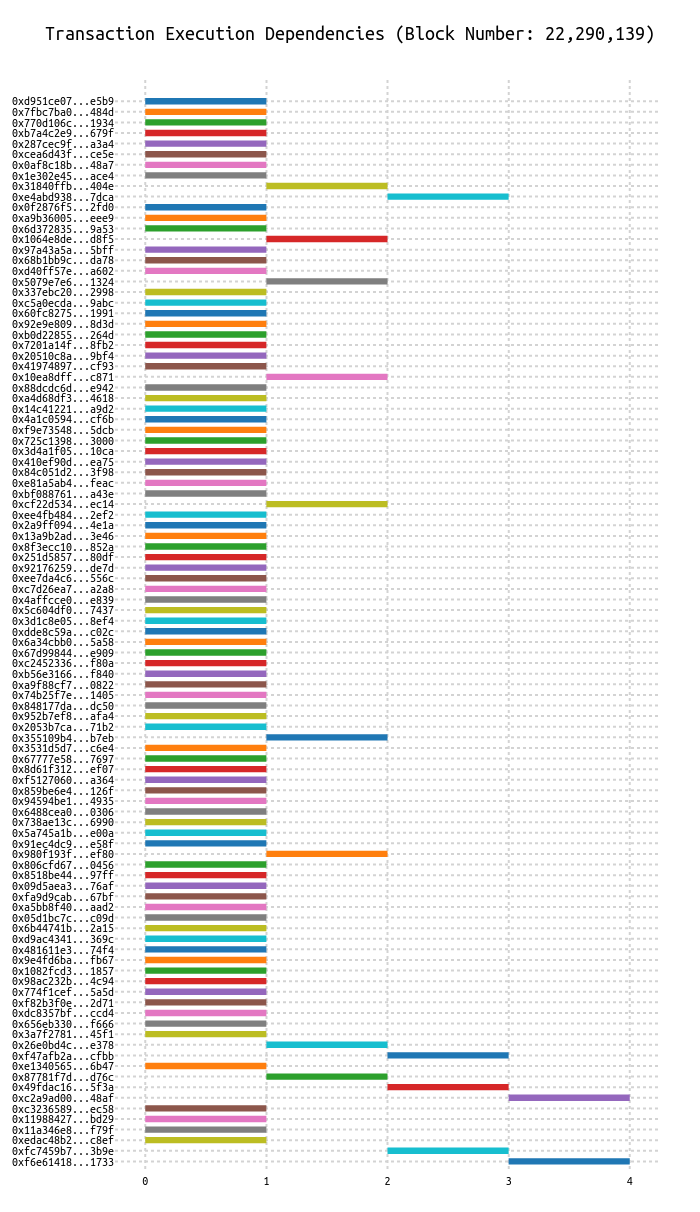 Transaction Execution Dependencies (Block Number: 22,290,139)
0xd951ce07...e5b9
0x7fbc7ba0...484d
0x770d106c...1934
0xb7a4c2e9...679f
0x287cec9f...a3a4
0xcea6d43f...ce5e
0x0af8c18b...48a7
0x1e302e45...ace4
0x31840ffb...404e
0xe4abd938...7dca
0x0f2876f5...2fd0
0xa9b36005...eee9
0x6d372835...9a53
0x1064e8de...d8f5
0x97a43a5a...5bff
0x68b1bb9c...da78
0xd40ff57e...a602
0x5079e7e6...1324
0x337ebc20...2998
0xc5a0ecda...9abc
0x60fc8275...1991
0x92e9e809...8d3d
0xb0d22855...264d
0x7201a14f...8fb2
0x20510c8a...9bf4
0x41974897...cf93
0x10ea8dff...c871
0x88dcdc6d...e942
0xa4d68df3...4618
0x14c41221...a9d2
0x4a1c0594...cf6b
0xf9e73548...5dcb
0x725c1398...3000
0x3d4a1f05...10ca
0x410ef90d...ea75
0x84c051d2...3f98
0xe81a5ab4...feac
0xbf088761...a43e
0xcf22d534...ec14
0xee4fb484...2ef2
0x2a9ff094...4e1a
0x13a9b2ad...3e46
0x8f3ecc10...852a
0x251d5857...80df
0x92176259...de7d
0xee7da4c6...556c
0xc7d26ea7...a2a8
0x4affcce0...e839
0x5c604df0...7437
0x3d1c8e05...8ef4
0xdde8c59a...c02c
0x6a34cbb0...5a58
0x67d99844...e909
0xc2452336...f80a
0xb56e3166...f840
0xa9f88cf7...0822
0x74b25f7e...1405
0x848177da...dc50
0x952b7ef8...afa4
0x2053b7ca...71b2
0x355109b4...b7eb
0x3531d5d7...c6e4
0x67777e58...7697
0x8d61f312...ef07
0xf5127060...a364
0x859be6e4...126f
0x94594be1...4935
0x6488cea0...0306
0x738ae13c...6990
0x5a745a1b...e00a
0x91ec4dc9...e58f
0x980f193f...ef80
0x806cfd67...0456
0x8518be44...97ff
0x09d5aea3...76af
0xfa9d9cab...67bf
0xa5bb8f40...aad2
0x05d1bc7c...c09d
0x6b44741b...2a15
0xd9ac4341...369c
0x481611e3...74f4
0x9e4fd6ba...fb67
0x1082fcd3...1857
0x98ac232b...4c94
0x774f1cef...5a5d
0xf82b3f0e...2d71
0xdc8357bf...ccd4
0x656eb330...f666
0x3a7f2781...45f1
0x26e0bd4c...e378
0xf47afb2a...cfbb
0xe1340565...6b47
0x87781f7d...d76c
0x49fdac16...5f3a
0xc2a9ad00...48af
0xc3236589...ec58
0x11988427...bd29
0x11a346e8...f79f
0xedac48b2...c8ef
0xfc7459b7...3b9e
0xf6e61418...1733
0 1 2 3 4